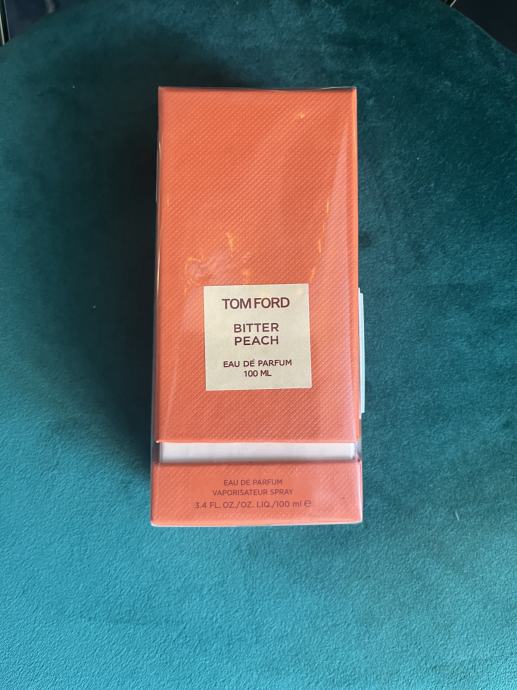 TOM FORD
BITTER
PEACH
EAU DE PARFUM
100 ML
EAU DE PARFUM
VAPORISATEUR SPRAY
3.4 FL. OZ./OZ. LIQ./100 ml ℮